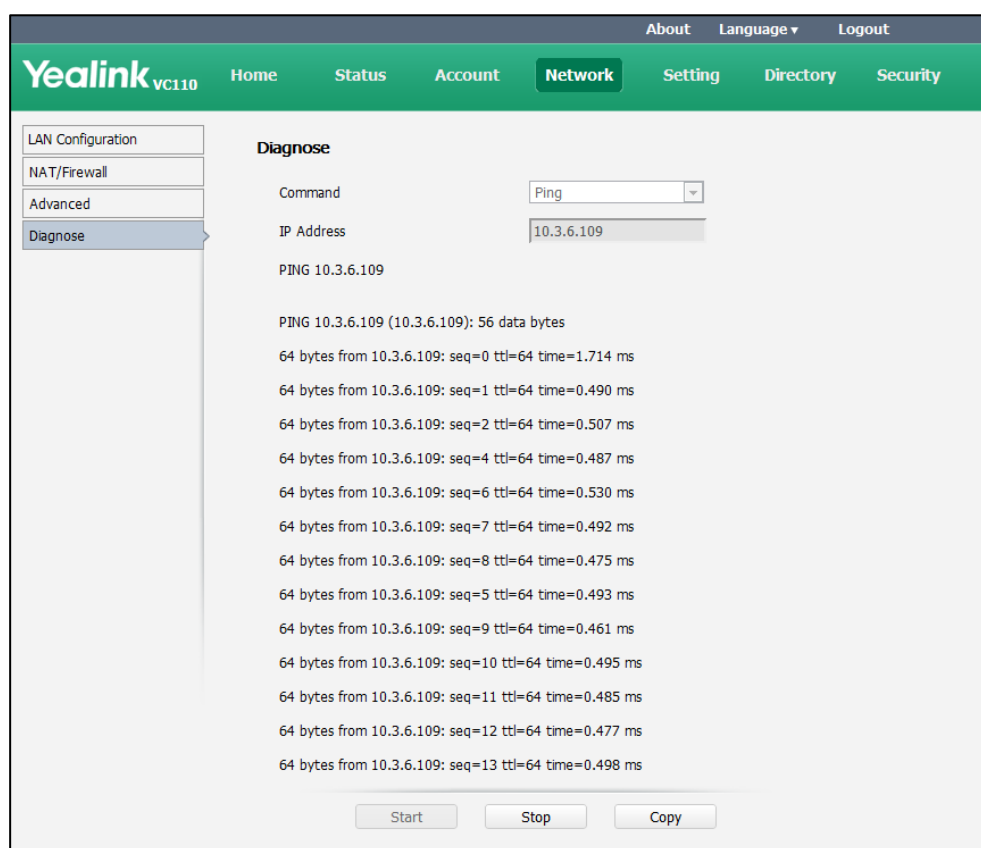 About Language ▾ Logout
Yealink VC110 Home Status Account Network Setting Directory Security
LAN Configuration
NAT/Firewall
Advanced
Diagnose
Diagnose
Command Ping
IP Address 10.3.6.109
PING 10.3.6.109
PING 10.3.6.109 (10.3.6.109): 56 data bytes
64 bytes from 10.3.6.109: seq=0 ttl=64 time=1.714 ms
64 bytes from 10.3.6.109: seq=1 ttl=64 time=0.490 ms
64 bytes from 10.3.6.109: seq=2 ttl=64 time=0.507 ms
64 bytes from 10.3.6.109: seq=4 ttl=64 time=0.487 ms
64 bytes from 10.3.6.109: seq=6 ttl=64 time=0.530 ms
64 bytes from 10.3.6.109: seq=7 ttl=64 time=0.492 ms
64 bytes from 10.3.6.109: seq=8 ttl=64 time=0.475 ms
64 bytes from 10.3.6.109: seq=5 ttl=64 time=0.493 ms
64 bytes from 10.3.6.109: seq=9 ttl=64 time=0.461 ms
64 bytes from 10.3.6.109: seq=10 ttl=64 time=0.495 ms
64 bytes from 10.3.6.109: seq=11 ttl=64 time=0.485 ms
64 bytes from 10.3.6.109: seq=12 ttl=64 time=0.477 ms
64 bytes from 10.3.6.109: seq=13 ttl=64 time=0.498 ms
Start Stop Copy